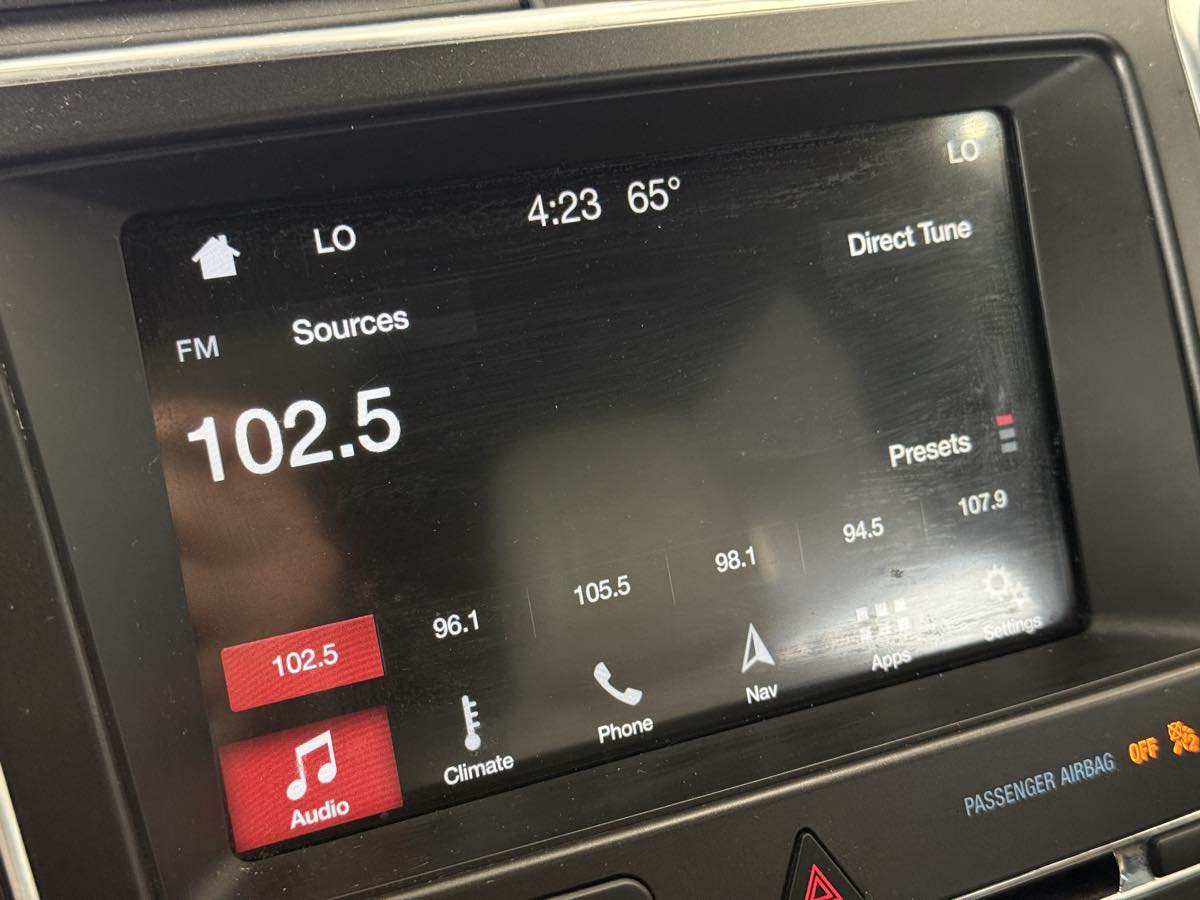 LO 4:23 65° LO
FM Sources Direct Tune
102.5
Presets
102.5 96.1 105.5 98.1 94.5 107.9
Audio Climate Phone Nav Apps Settings
PASSENGER AIRBAG OFF